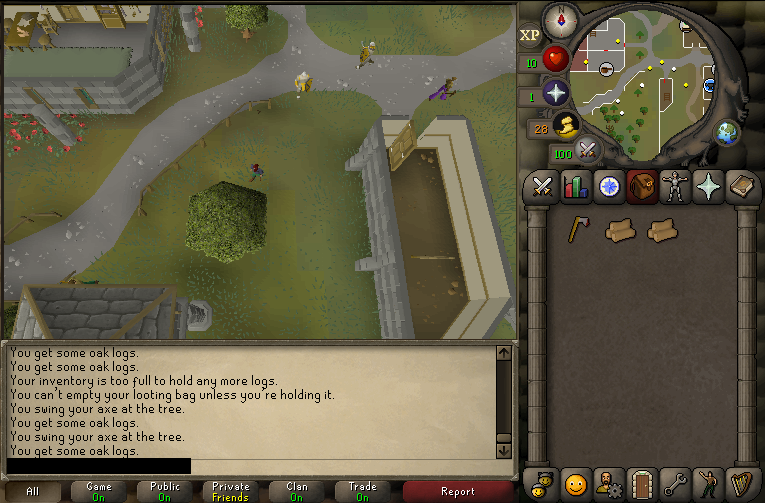 N
XP
10
1
28
100
You get some oak logs.
You get some oak logs.
Your inventory is too full to hold any more logs.
You can't empty your looting bag unless you're holding it.
You swing your axe at the tree.
You get some oak logs.
You swing your axe at the tree.
You get some oak logs.
All
Game
On
Public
On
Private
Friends
Clan
On
Trade
On
Report